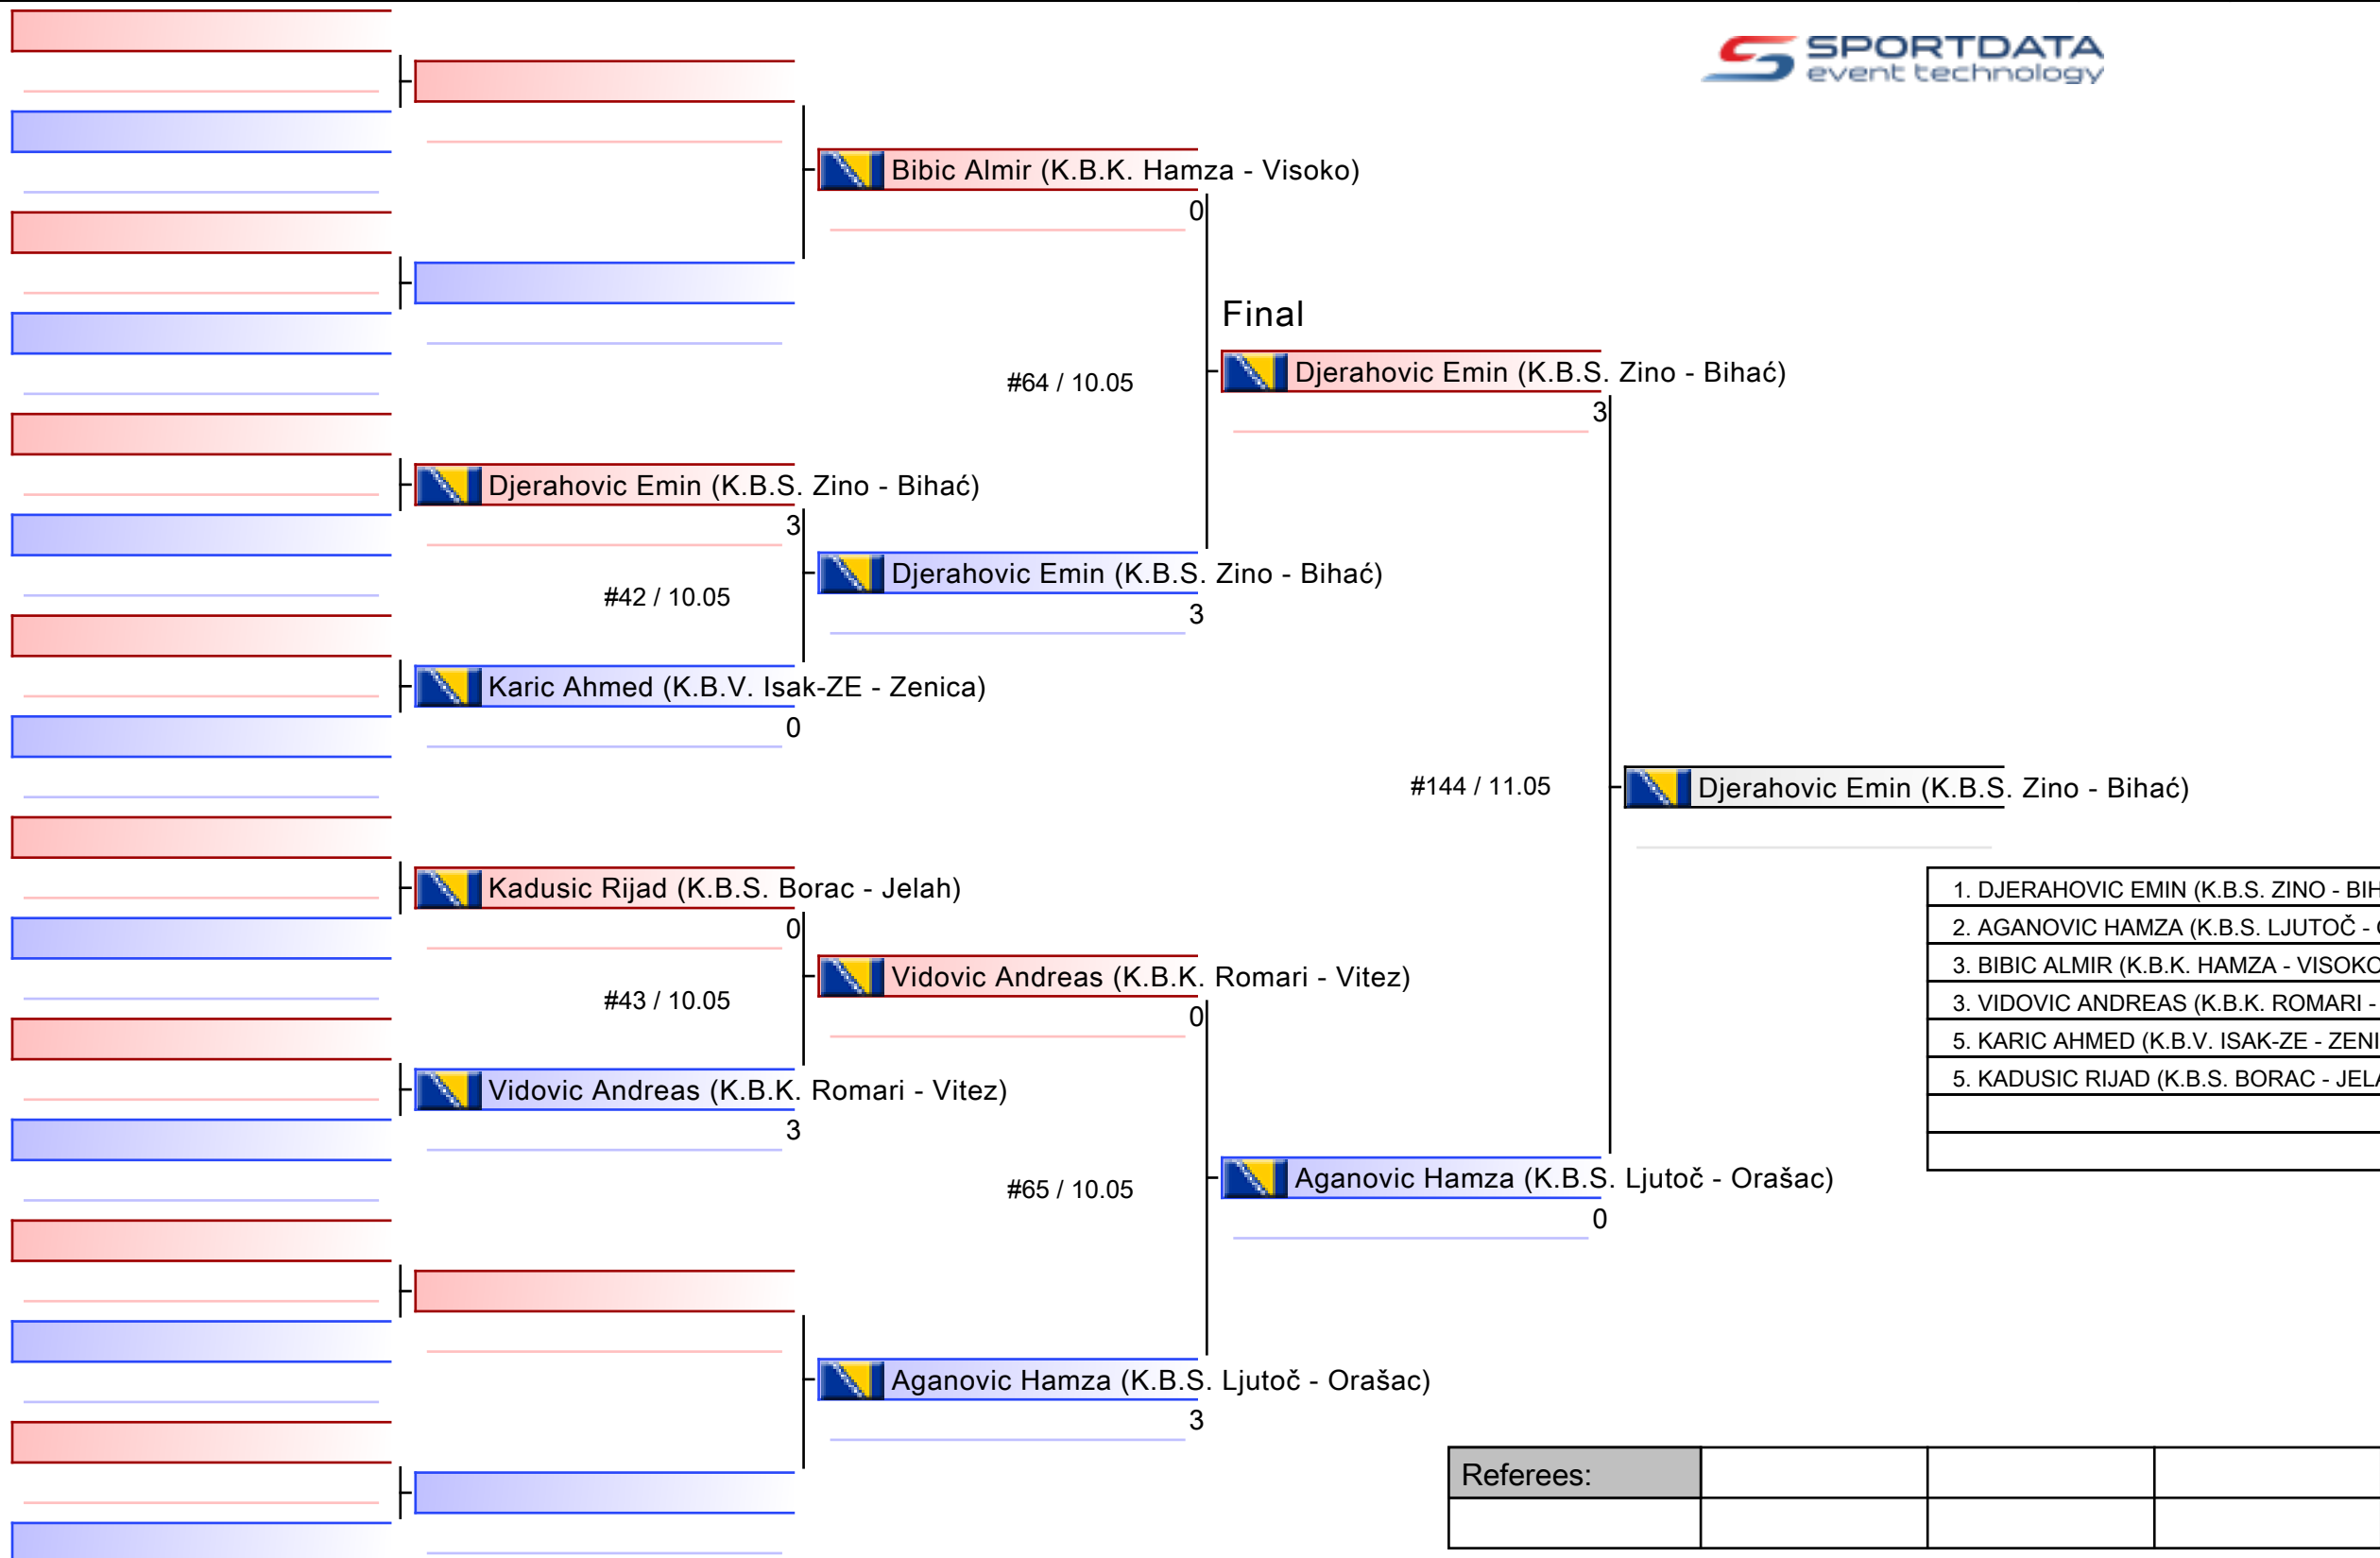 SPORTDATA
event technology
Bibic Almir (K.B.K. Hamza - Visoko)
0
Final
#64 / 10.05
Djerahovic Emin (K.B.S. Zino - Bihać)
3
Djerahovic Emin (K.B.S. Zino - Bihać)
3
#42 / 10.05
Djerahovic Emin (K.B.S. Zino - Bihać)
3
Karic Ahmed (K.B.V. Isak-ZE - Zenica)
0
#144 / 11.05
Djerahovic Emin (K.B.S. Zino - Bihać)
Kadusic Rijad (K.B.S. Borac - Jelah)
0
#43 / 10.05
Vidovic Andreas (K.B.K. Romari - Vitez)
0
Vidovic Andreas (K.B.K. Romari - Vitez)
3
#65 / 10.05
Aganovic Hamza (K.B.S. Ljutoč - Orašac)
0
Aganovic Hamza (K.B.S. Ljutoč - Orašac)
3
1. DJERAHOVIC EMIN (K.B.S. ZINO - BIH
2. AGANOVIC HAMZA (K.B.S. LJUTOČ -
3. BIBIC ALMIR (K.B.K. HAMZA - VISOKO
3. VIDOVIC ANDREAS (K.B.K. ROMARI -
5. KARIC AHMED (K.B.V. ISAK-ZE - ZENI
5. KADUSIC RIJAD (K.B.S. BORAC - JELA
Referees: